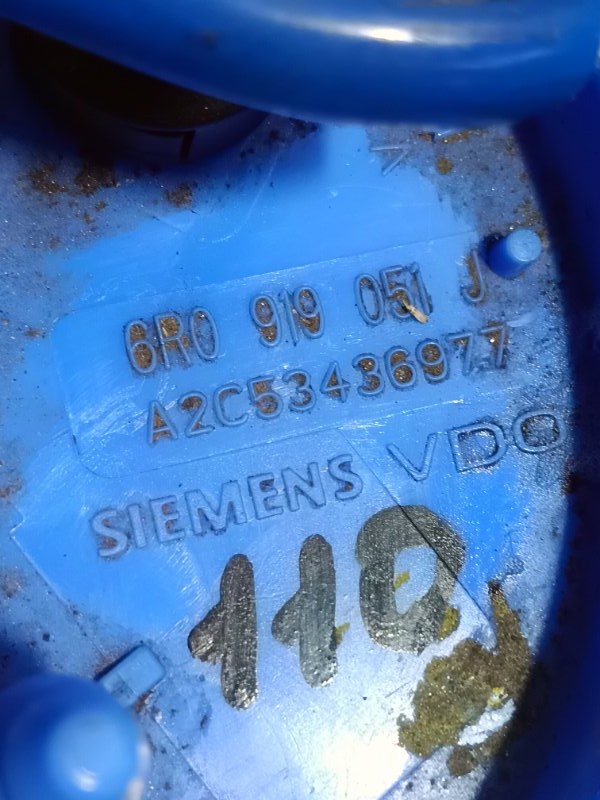 6R0 919 051 J
A2C53436977
SIEMENS VDO
110